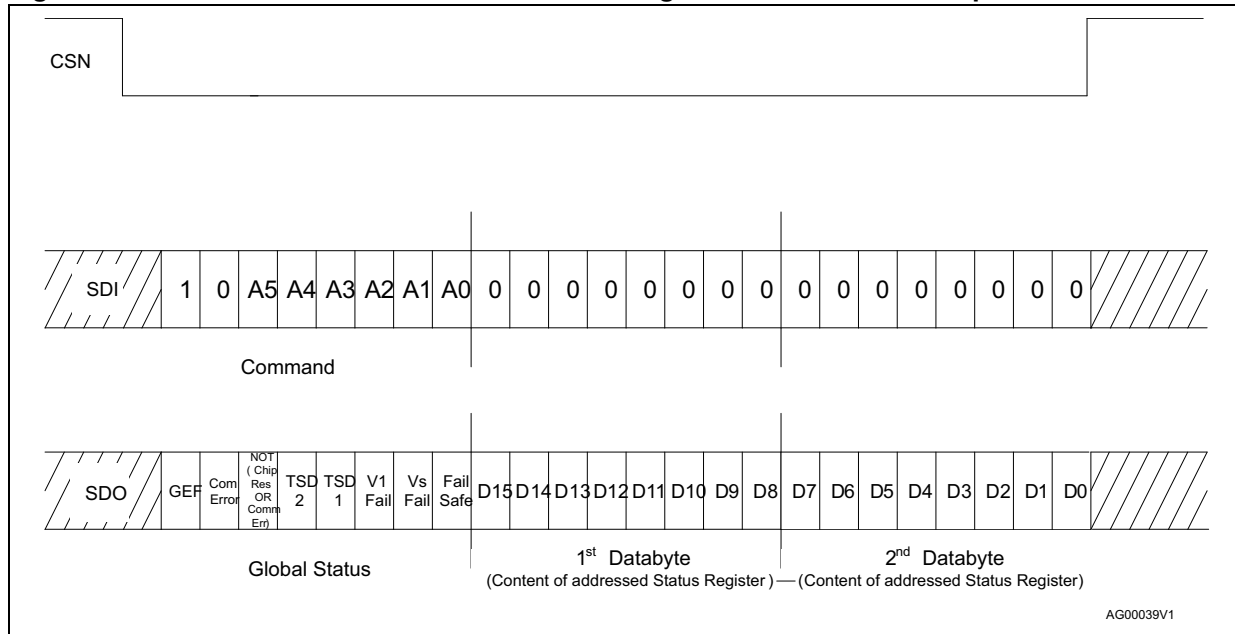 CSN
SDI 1 0 A5 A4 A3 A2 A1 A0 0 0 0 0 0 0 0 0 0 0 0 0 0 0 0 0
Command
SDO GEF Com Error NOT ( Chip Res OR Comm Err) TSD 2 TSD 1 V1 Fail Vs Fail Fail Safe D15 D14 D13 D12 D11 D10 D9 D8 D7 D6 D5 D4 D3 D2 D1 D0
Global Status
1st Databyte
(Content of addressed Status Register )
2nd Databyte
(Content of addressed Status Register)
AG00039V1